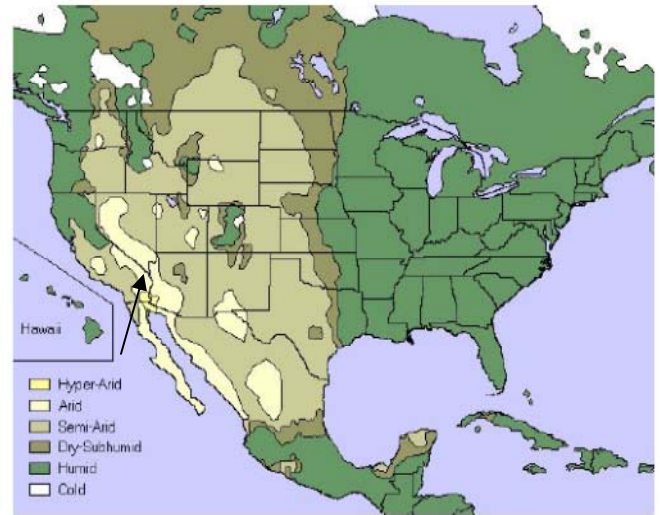 Hawaii
Hyper-Arid
Arid
Semi-Arid
Dry-Subhumid
Humid
Cold